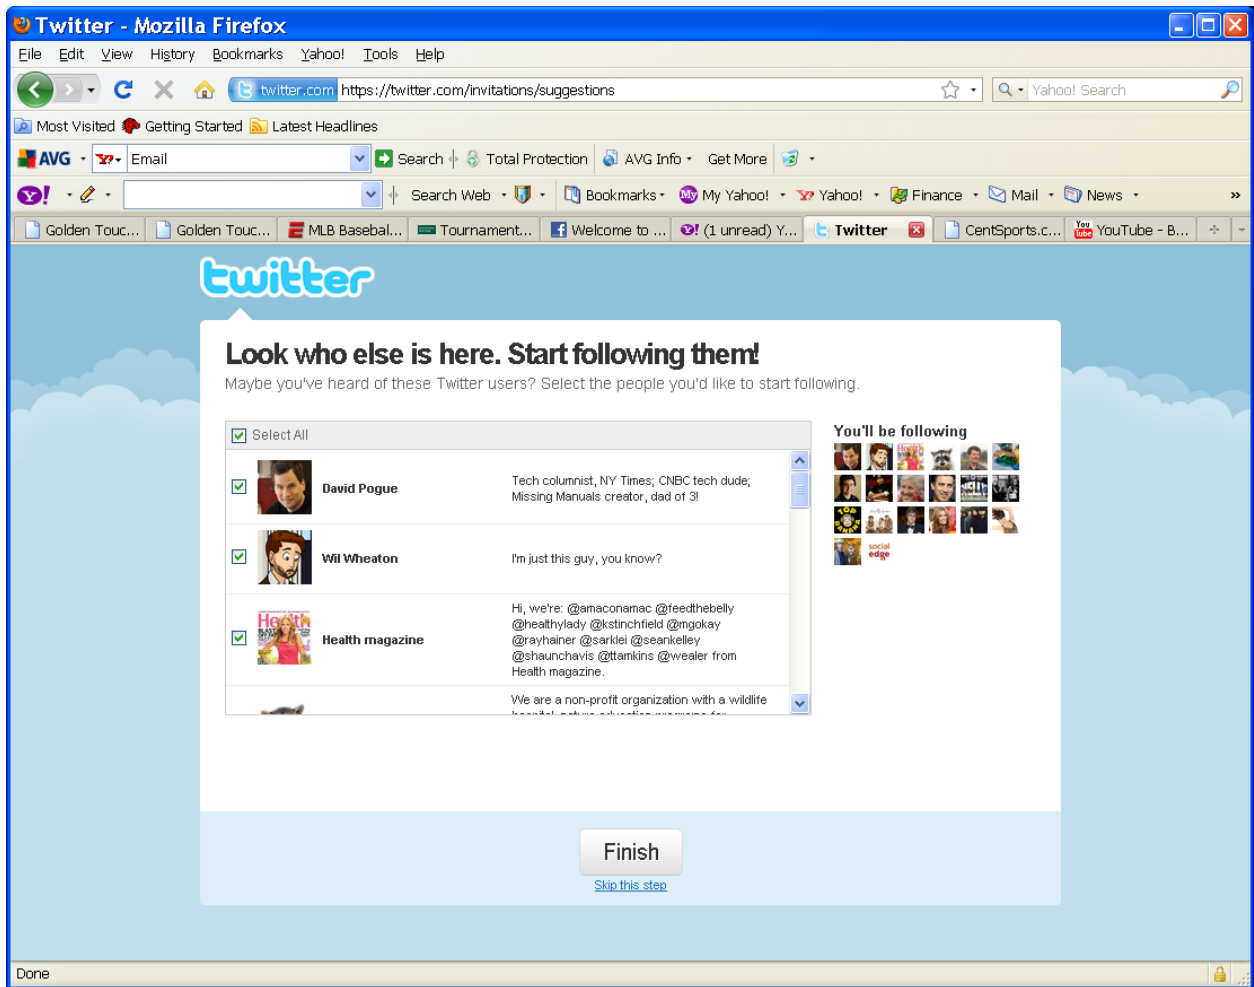 Twitter - Mozilla Firefox
File Edit View History Bookmarks Yahoo! Tools Help
twitter.com https://twitter.com/invitations/suggestions Yahoo! Search
Most Visited Getting Started Latest Headlines
AVG Email Search Total Protection AVG Info Get More
Y! Search Web Bookmarks My Yahoo! Yahoo! Finance Mail News »
Golden Touc... Golden Touc... MLB Basebal... Tournament... Welcome to ... (1 unread) Y... Twitter CentSports.c... YouTube - B...
twitter
Look who else is here. Start following them!
Maybe you've heard of these Twitter users? Select the people you'd like to start following.
Select All
David Pogue
Tech columnist, NY Times; CNBC tech dude;
Missing Manuals creator, dad of 3!
Wil Wheaton
I'm just this guy, you know?
Health magazine
Hi, we're: @amaconamac @feedthebelly
@healthylady @kstinchfield @mgokay
@rayhainer @sarklei @seankelley
@shaunchavis @ttamkins @wealer from
Health magazine.
We are a non-profit organization with a wildlife
You'll be following
TOP
BANANA
social
edge
Finish
Skip this step
Done